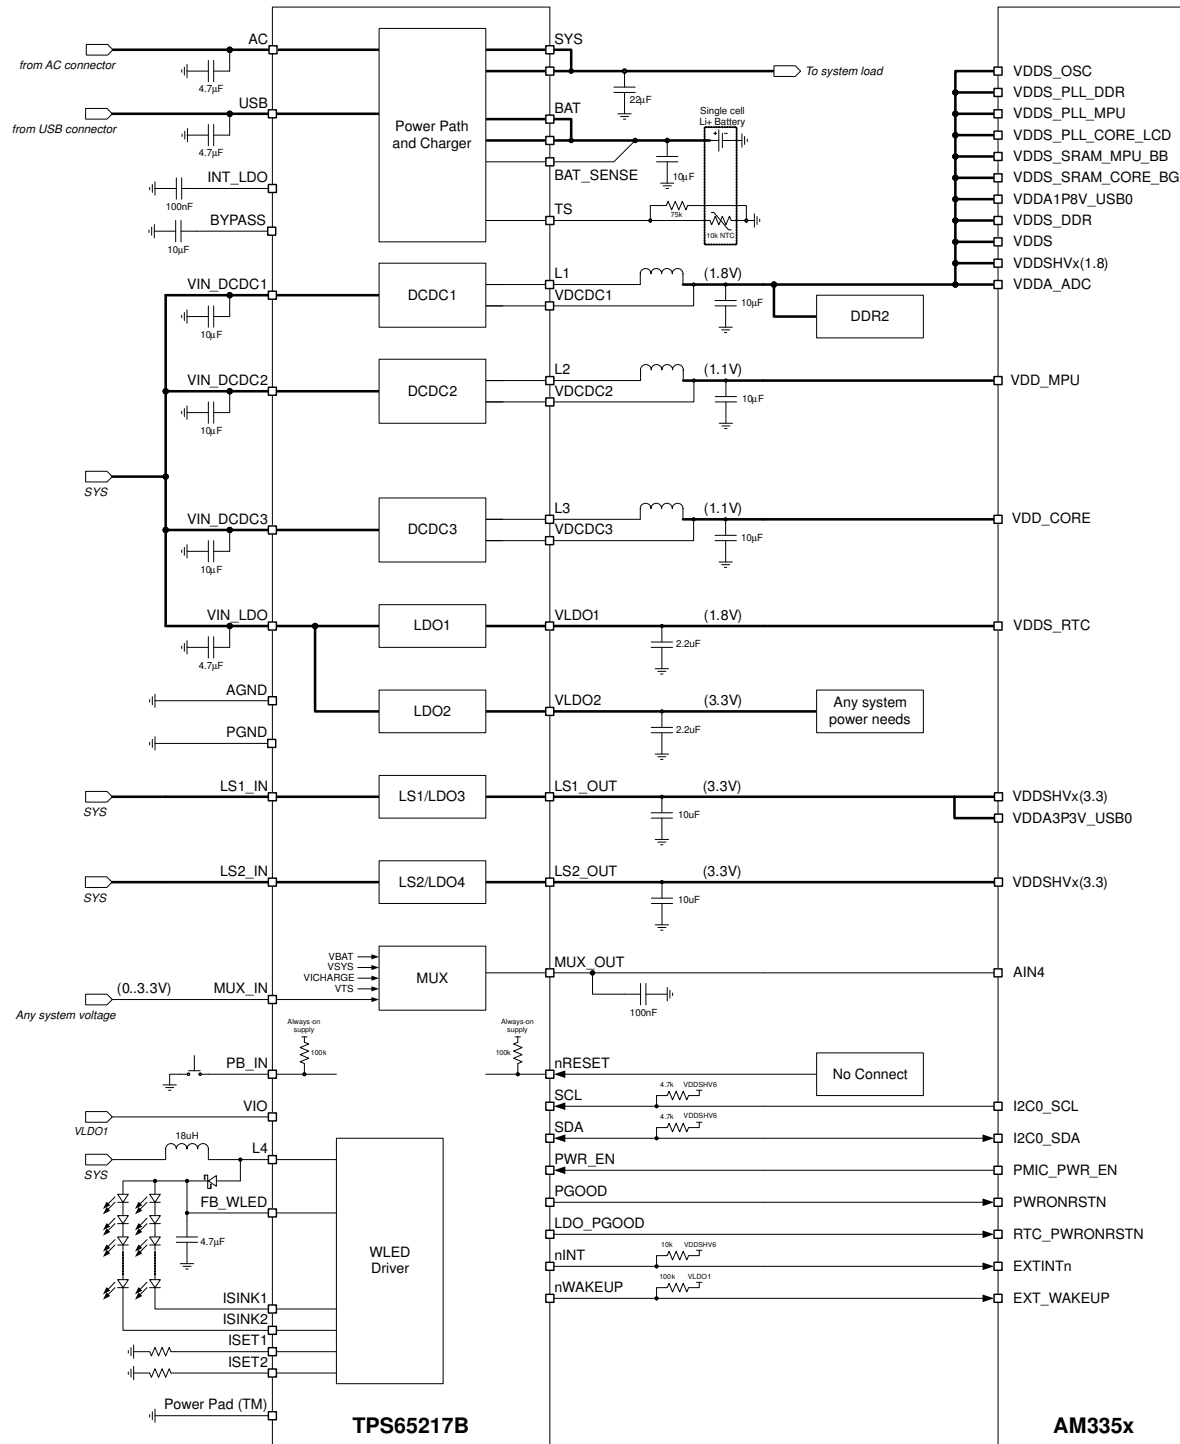 AC
SYS
from AC connector
4.7μF
To system load
22μF
VDDS_OSC
VDDS_PLL_DDR
VDDS_PLL_MPU
VDDS_PLL_CORE_LCD
VDDS_SRAM_MPU_BB
VDDS_SRAM_CORE_BG
VDDA1P8V_USB0
VDDS_DDR
VDDS
VDDSHVx(1.8)
VDDA_ADC
USB
from USB connector
4.7μF
Power Path
and Charger
BAT
Single cell
Li+ Battery
BAT_SENSE
10μF
INT_LDO
100nF
TS
75k
10k NTC
BYPASS
10μF
VIN_DCDC1
10μF
DCDC1
L1
VDCDC1
(1.8V)
10μF
DDR2
VIN_DCDC2
10μF
DCDC2
L2
VDCDC2
(1.1V)
10μF
VDD_MPU
SYS
VIN_DCDC3
10μF
DCDC3
L3
VDCDC3
(1.1V)
10μF
VDD_CORE
VIN_LDO
4.7μF
LDO1
VLDO1
(1.8V)
2.2uF
VDDS_RTC
AGND
LDO2
VLDO2
(3.3V)
2.2uF
Any system
power needs
PGND
LS1_IN
SYS
LS1/LDO3
LS1_OUT
(3.3V)
10uF
VDDSHVx(3.3)
VDDA3P3V_USB0
LS2_IN
SYS
LS2/LDO4
LS2_OUT
(3.3V)
10uF
VDDSHVx(3.3)
VBAT
VSYS
VICHARGE
VTS
MUX
MUX_OUT
100nF
AIN4
(0..3.3V)
MUX_IN
Any system voltage
Always-on
supply
100k
Always-on
supply
100k
PB_IN
nRESET
No Connect
VIO
VLDO1
SCL
4.7k
VDDSHV6
I2C0_SCL
SDA
4.7k
VDDSHV6
I2C0_SDA
18uH
L4
SYS
PWR_EN
PMIC_PWR_EN
FB_WLED
4.7μF
PGOOD
PWRONRSTN
LDO_PGOOD
RTC_PWRONRSTN
WLED
Driver
nINT
10k
VDDSHV6
EXTINTn
nWAKEUP
100k
VLDO1
EXT_WAKEUP
ISINK1
ISINK2
ISET1
ISET2
Power Pad (TM)
TPS65217B
AM335x